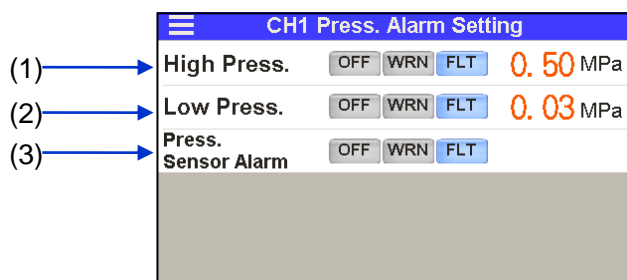 CH1 Press. Alarm Setting
(1) High Press. OFF WRN FLT 0. 50 MPa
(2) Low Press. OFF WRN FLT 0. 03 MPa
(3) Press.
Sensor Alarm OFF WRN FLT